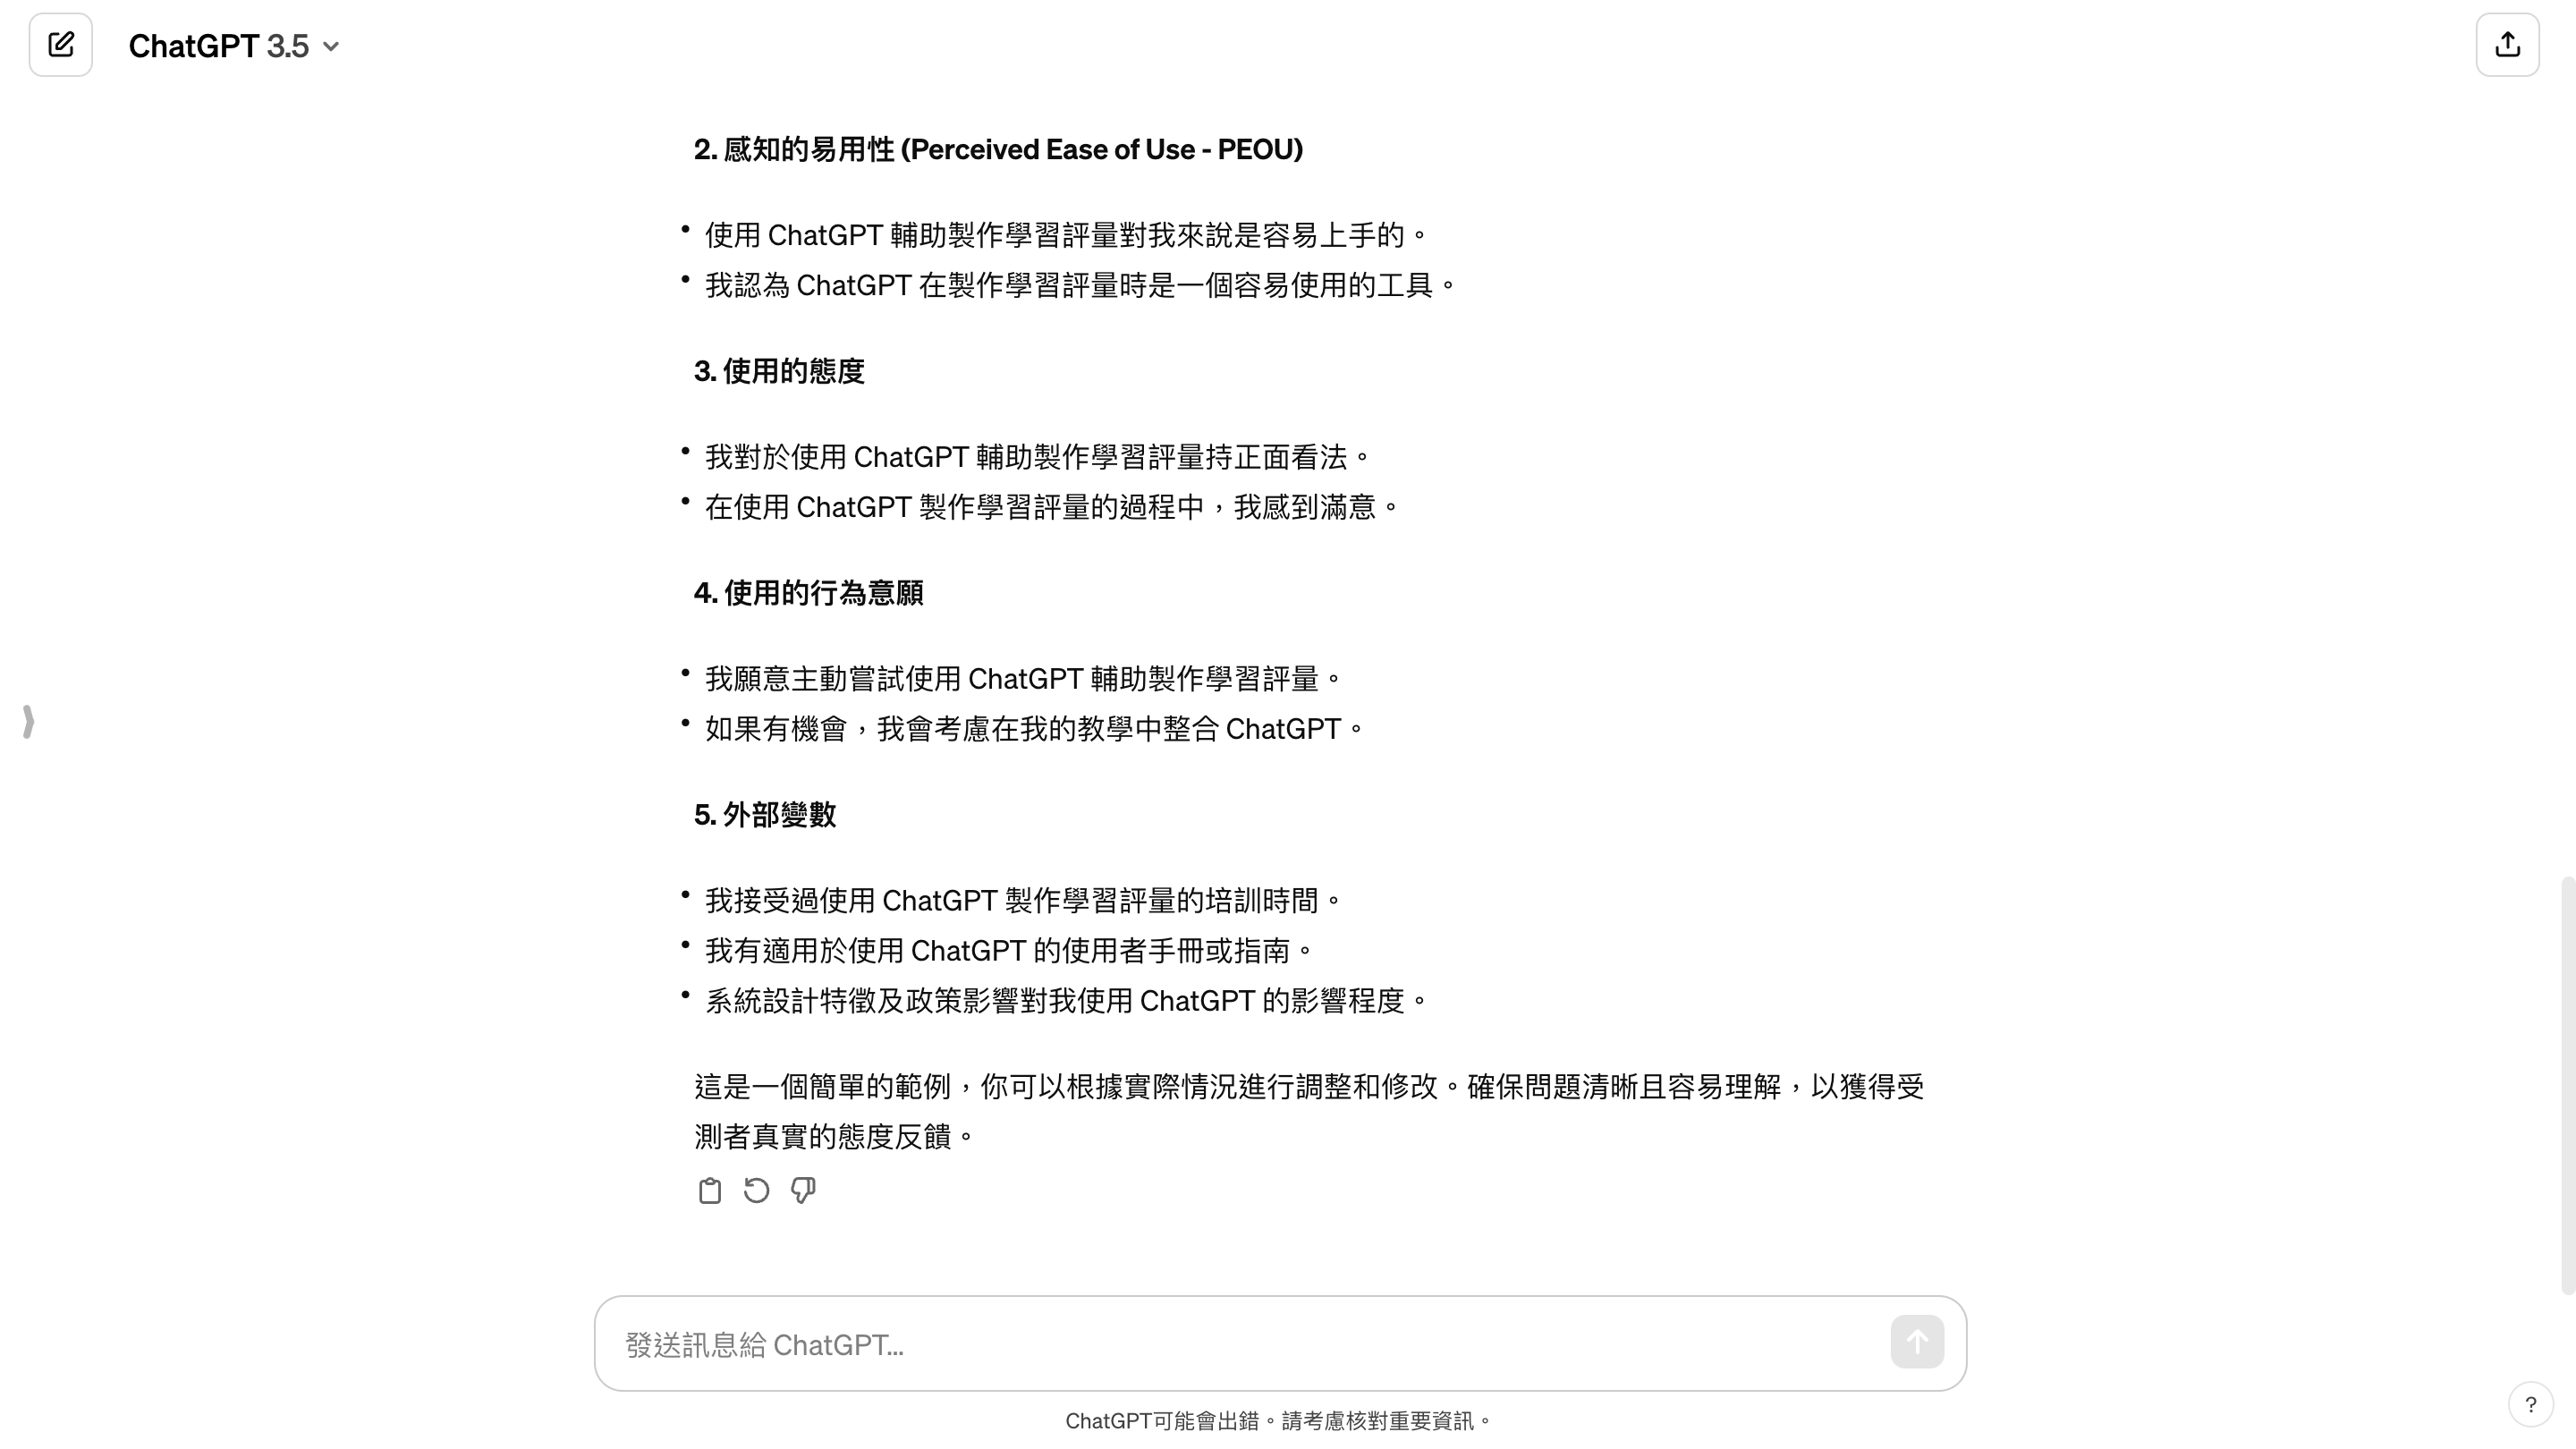 ChatGPT 3.5
2. 感知的易用性 (Perceived Ease of Use - PEOU)
• 使用 ChatGPT 輔助製作學習評量對我來說是容易上手的。
• 我認為 ChatGPT 在製作學習評量時是一個容易使用的工具。
3. 使用的態度
• 我對於使用 ChatGPT 輔助製作學習評量持正面看法。
• 在使用 ChatGPT 製作學習評量的過程中，我感到滿意。
4. 使用的行為意願
• 我願意主動嘗試使用 ChatGPT 輔助製作學習評量。
• 如果有機會，我會考慮在我的教學中整合 ChatGPT。
5. 外部變數
• 我接受過使用 ChatGPT 製作學習評量的培訓時間。
• 我有適用於使用 ChatGPT 的使用者手冊或指南。
• 系統設計特徵及政策影響對我使用 ChatGPT 的影響程度。
這是一個簡單的範例，你可以根據實際情況進行調整和修改。確保問題清晰且容易理解，以獲得受
測者真實的態度反饋。
發送訊息給 ChatGPT...
ChatGPT可能會出錯。請考慮核對重要資訊。
?